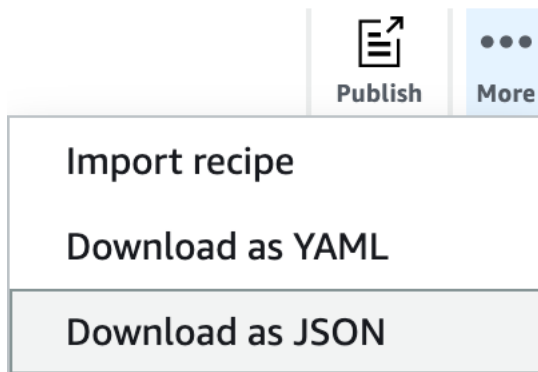 Publish
More
Import recipe
Download as YAML
Download as JSON